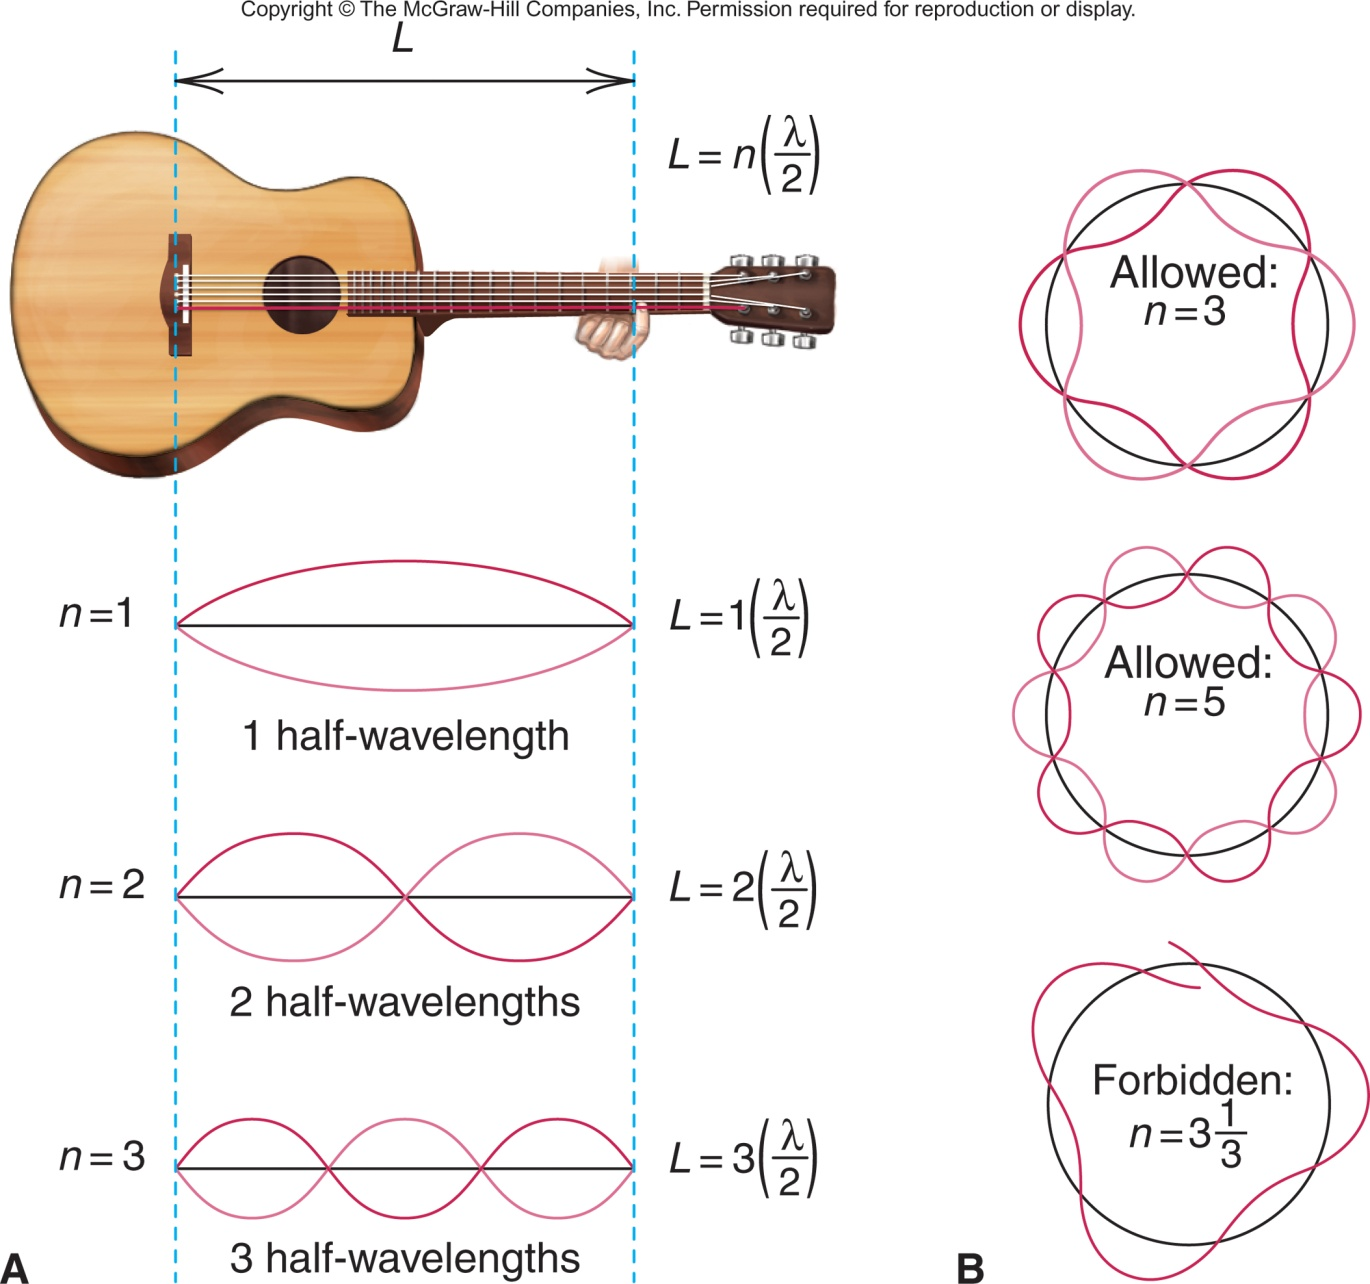 Copyright © The McGraw-Hill Companies, Inc. Permission required for reproduction or display.
L
L = n(λ/2)
n=1
L=1(λ/2)
1 half-wavelength
n=2
L=2(λ/2)
2 half-wavelengths
n=3
L=3(λ/2)
3 half-wavelengths
A
Allowed:
n=3
Allowed:
n=5
Forbidden:
n=3 1/3
B